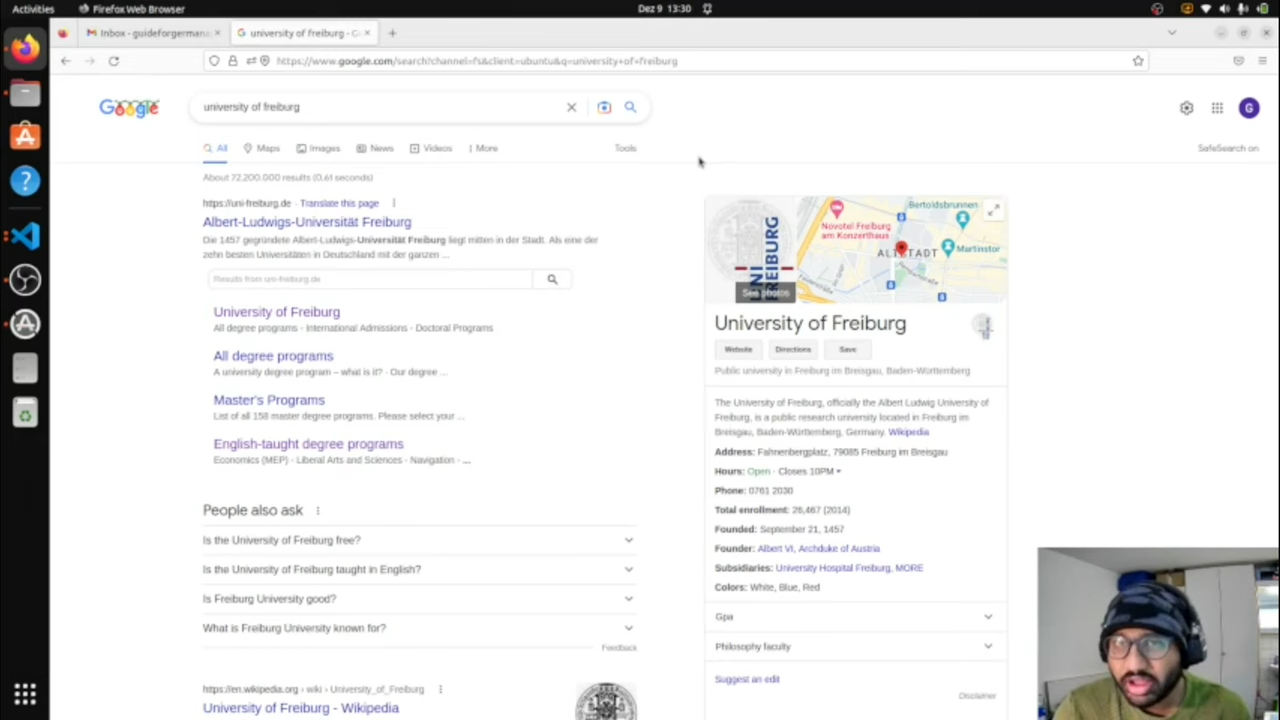 Activities
Firefox Web Browser
Dez 9 13:30
Inbox - guideforgermany
university of freiburg - G
https://www.google.com/search?channel=fs&client=ubuntu&q=university+of+freiburg
Google
university of freiburg
G
All
Maps
Images
News
Videos
More
Tools
SafeSearch on
About 72.200.000 results (0,61 seconds)
https://uni-freiburg.de · Translate this page
Albert-Ludwigs-Universität Freiburg
Die 1457 gegründete Albert-Ludwigs-Universität Freiburg liegt mitten in der Stadt. Als eine der
zehn besten Universitäten in Deutschland mit der ganzen ...
Results from uni-freiburg.de
University of Freiburg
All degree programs · International Admissions · Doctoral Programs
All degree programs
A university degree program – what is it? · Our degree ...
Master's Programs
List of all 158 master degree programs. Please select your ...
English-taught degree programs
Economics (MEP) · Liberal Arts and Sciences · Navigation · ...
People also ask
Is the University of Freiburg free?
Is the University of Freiburg taught in English?
Is Freiburg University good?
What is Freiburg University known for?
Feedback
https://en.wikipedia.org › wiki › University_of_Freiburg
University of Freiburg - Wikipedia
UNI
FREIBURG
See photos
Novotel Freiburg
am Konzerthaus
Bertoldsbrunnen
ALTSTADT
Martinstor
University of Freiburg
Website
Directions
Save
Public university in Freiburg im Breisgau, Baden-Württemberg
The University of Freiburg, officially the Albert Ludwig University of
Freiburg, is a public research university located in Freiburg im
Breisgau, Baden-Württemberg, Germany. Wikipedia
Address: Fahnenbergplatz, 79085 Freiburg im Breisgau
Hours: Open · Closes 10PM
Phone: 0761 2030
Total enrollment: 26,467 (2014)
Founded: September 21, 1457
Founder: Albert VI, Archduke of Austria
Subsidiaries: University Hospital Freiburg, MORE
Colors: White, Blue, Red
Gpa
Philosophy faculty
Suggest an edit
Disclaimer